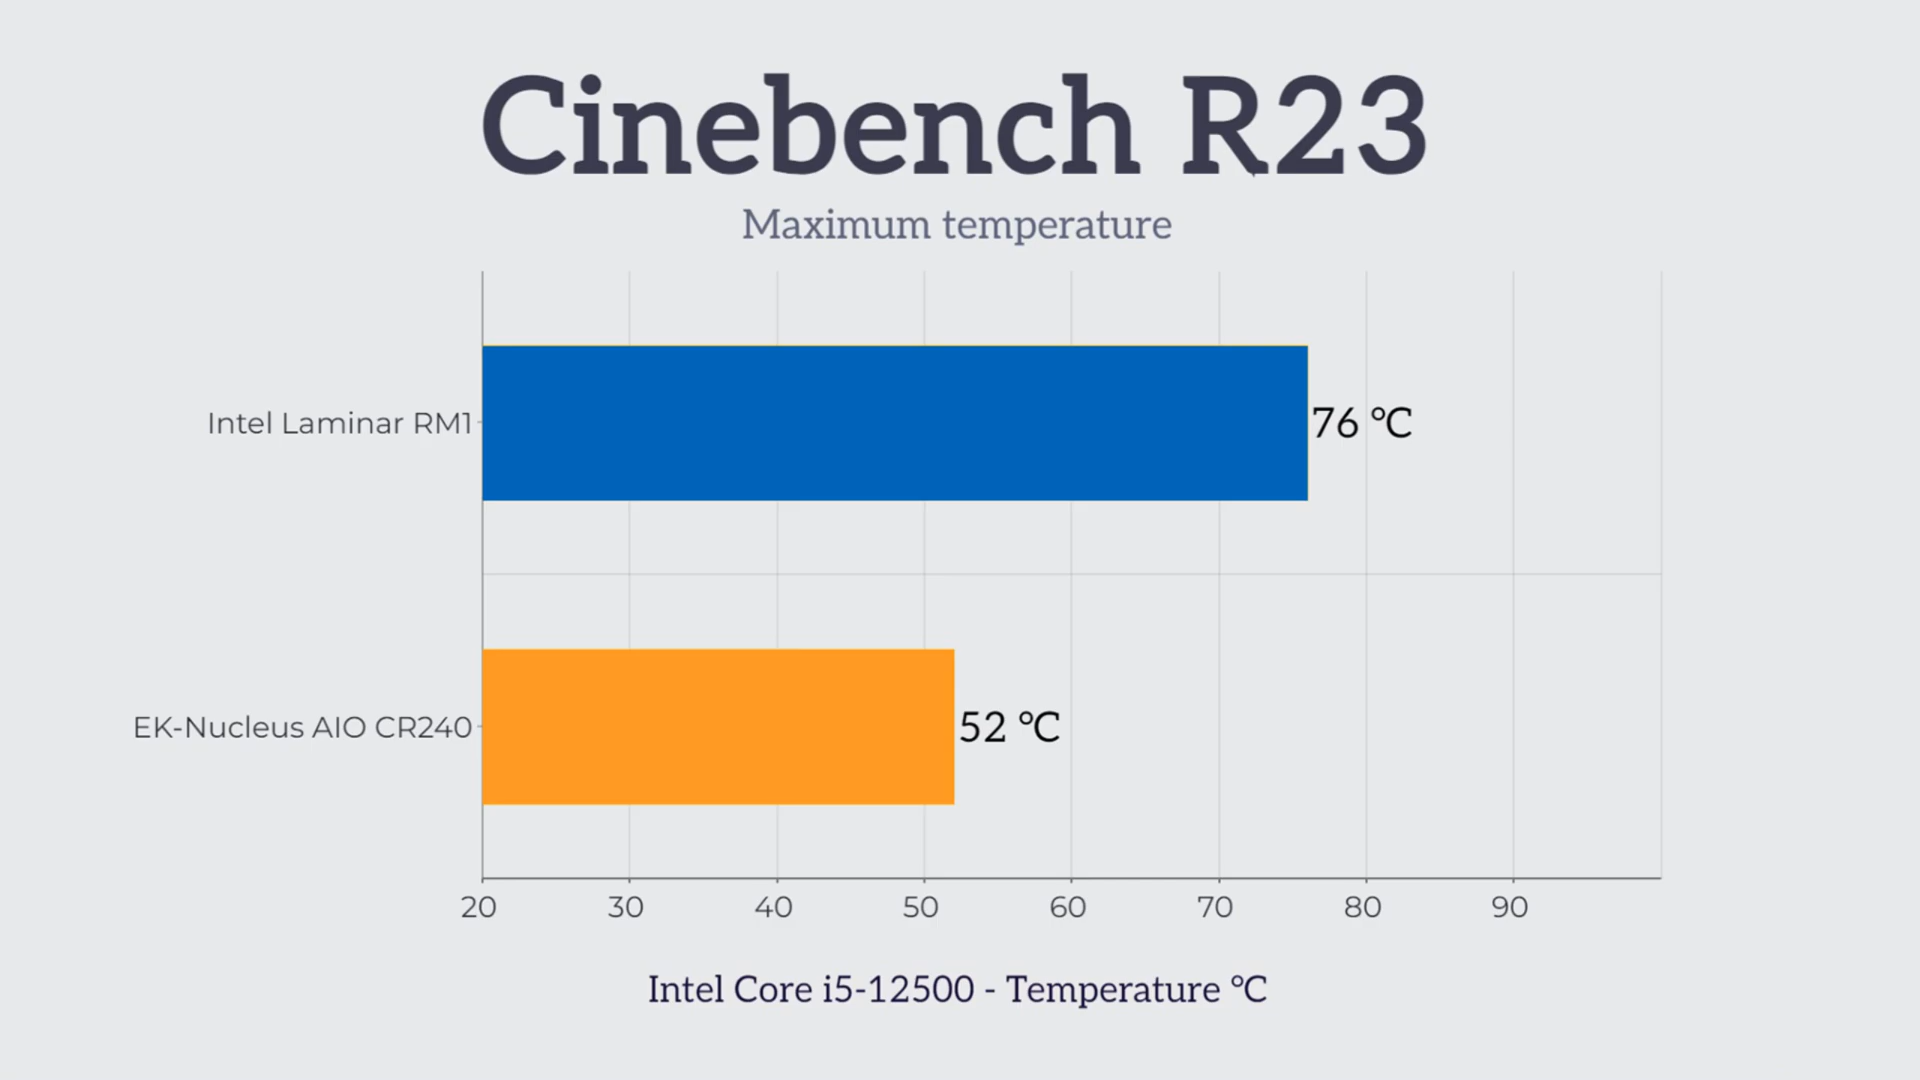 Cinebench R23
Maximum temperature
Intel Laminar RM1
76 °C
EK-Nucleus AIO CR240
52 °C
20 30 40 50 60 70 80 90
Intel Core i5-12500 - Temperature °C